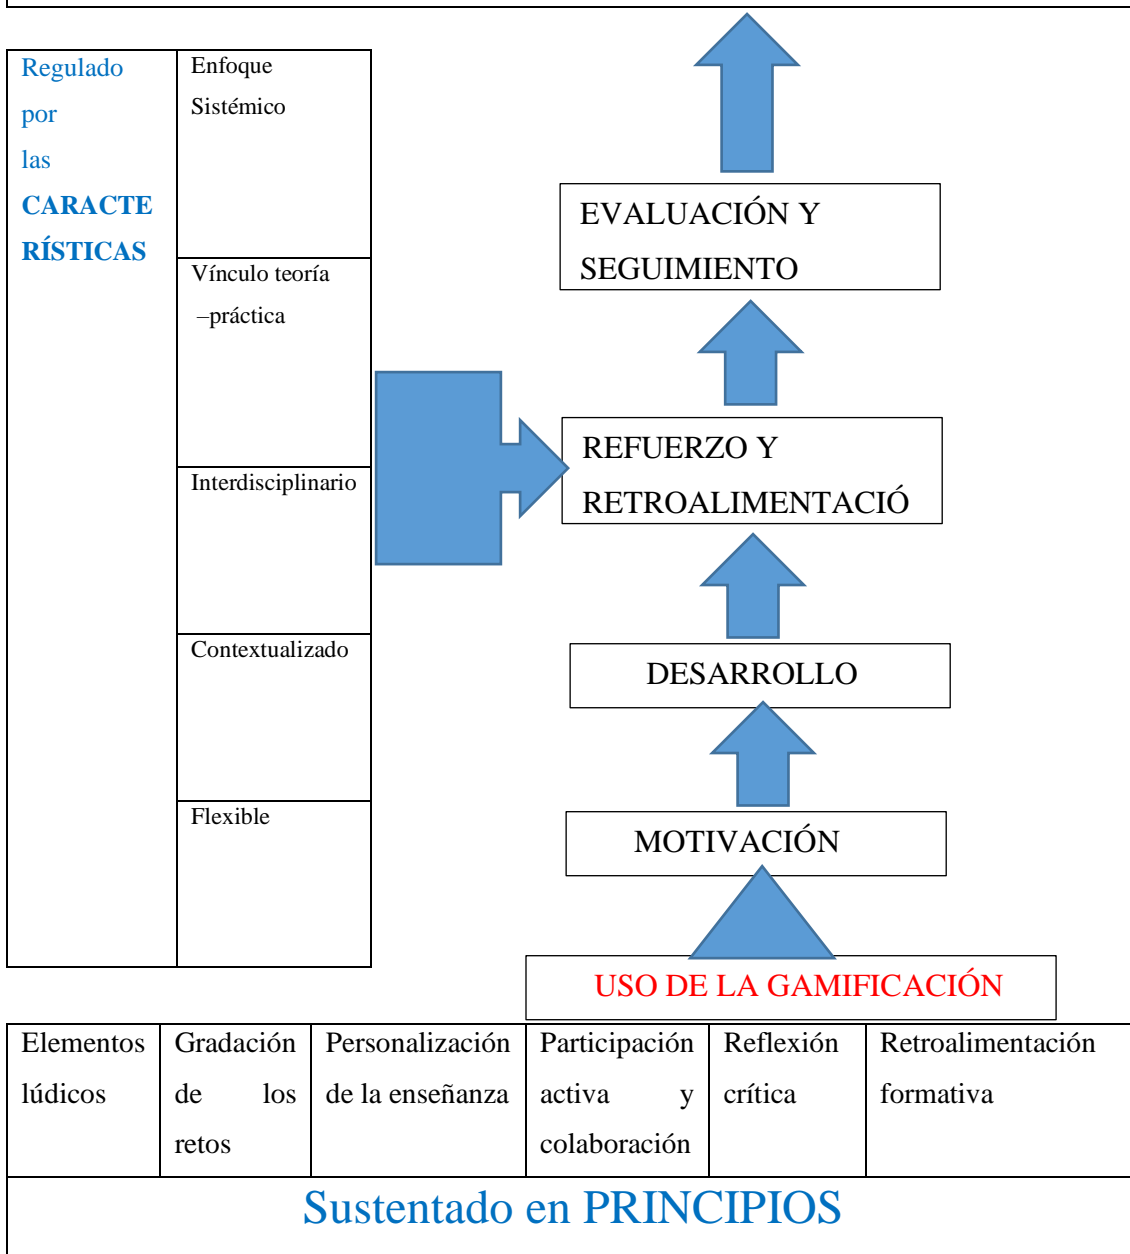 Regulado
por
las
CARACTE
RÍSTICAS
Enfoque
Sistémico
Vínculo teoría
–práctica
Interdisciplinario
Contextualizado
Flexible
EVALUACIÓN Y
SEGUIMIENTO
REFUERZO Y
RETROALIMENTACIÓ
DESARROLLO
MOTIVACIÓN
USO DE LA GAMIFICACIÓN
Elementos
lúdicos
Gradación
de los
retos
Personalización
de la enseñanza
Participación
activa y
colaboración
Reflexión
crítica
Retroalimentación
formativa
Sustentado en PRINCIPIOS